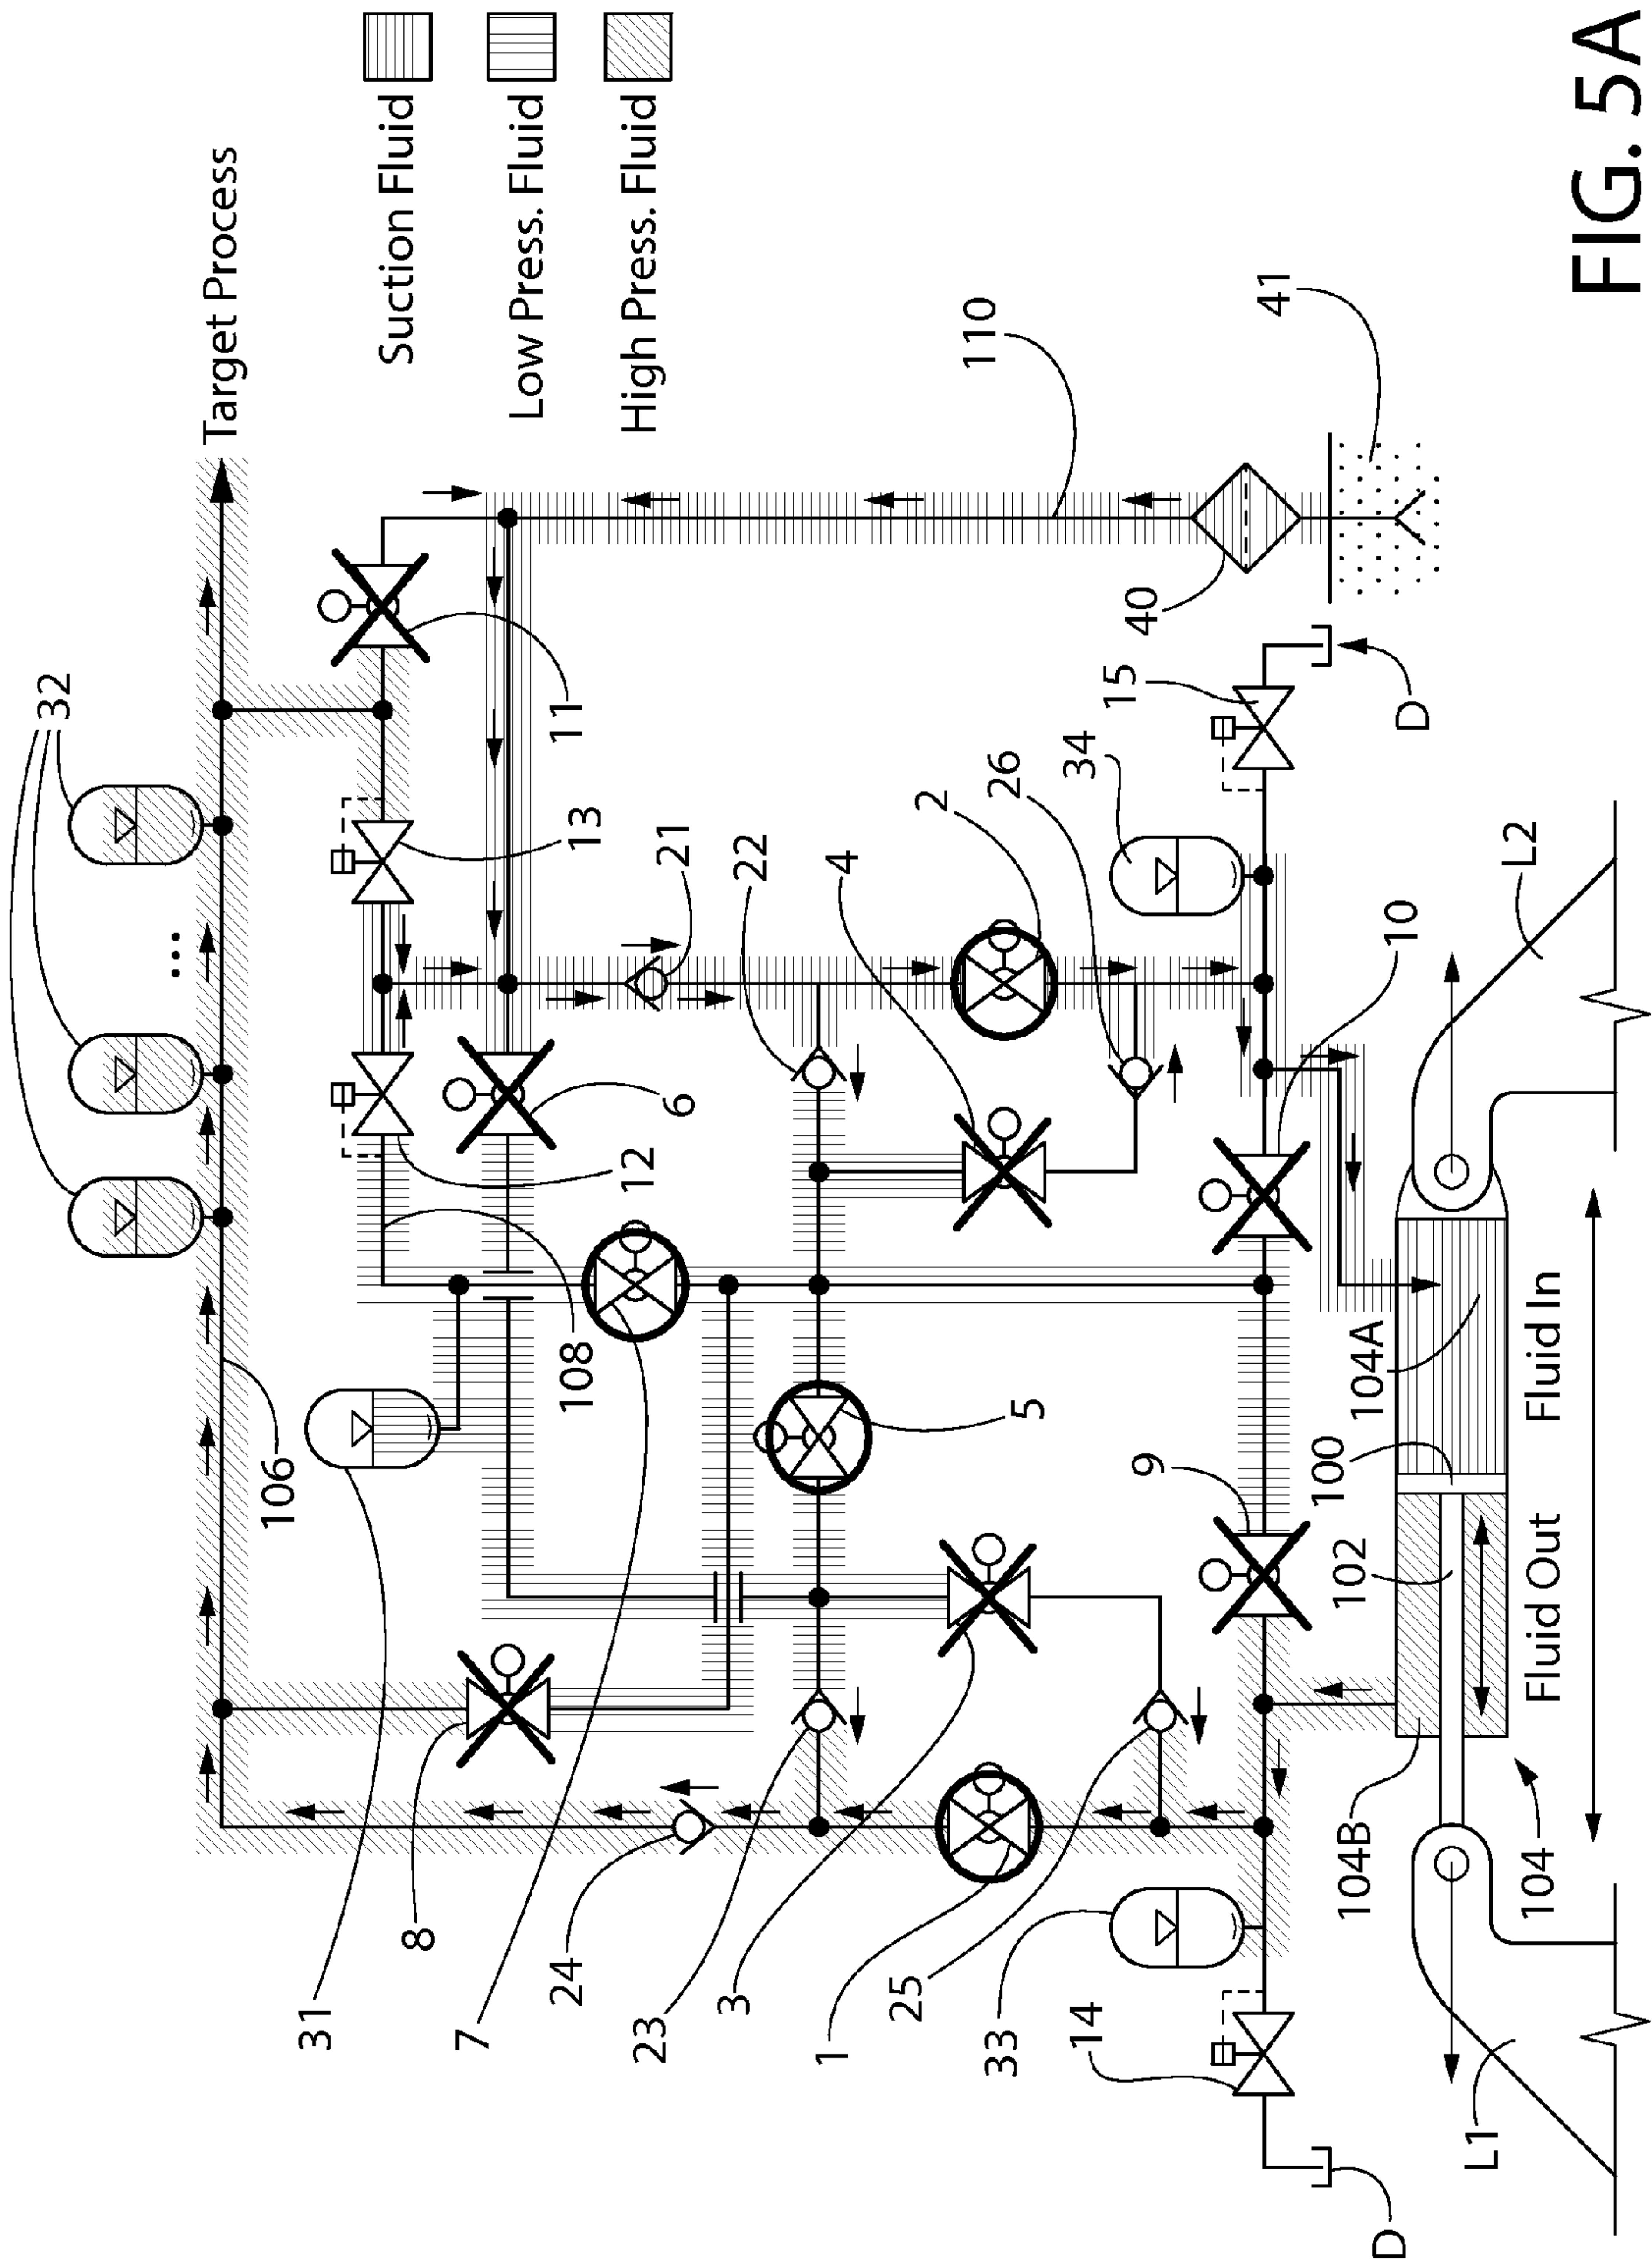 32
...
Target Process
106
31
Suction Fluid
8
7
Low Press. Fluid
24
108
11
13
12
High Press. Fluid
23
6
21
3
22
1
4
25
2
110
33
26
5
34
14
15
40
9
41
100
102
104B
104A
D
10
D
L1
L2
104
Fluid Out
Fluid In
FIG. 5A